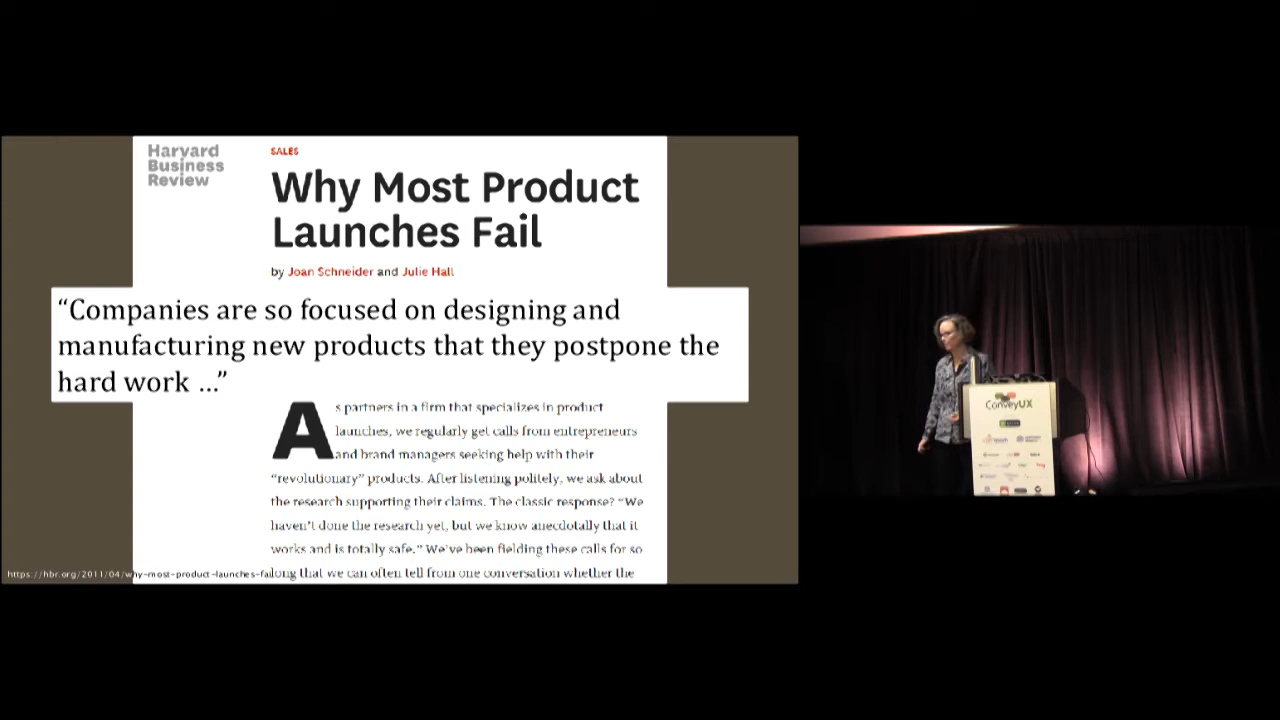 Harvard
Business
Review
SALES
Why Most Product
Launches Fail
by Joan Schneider and Julie Hall
“Companies are so focused on designing and
manufacturing new products that they postpone the
hard work …”
As partners in a firm that specializes in product
launches, we regularly get calls from entrepreneurs
and brand managers seeking help with their
“revolutionary” products. After listening politely, we ask about
the research supporting their claims. The classic response? “We
haven’t done the research yet, but we know anecdotally that it
works and is totally safe.” We’ve been fielding these calls for so
long that we can often tell from one conversation whether the
https://hbr.org/2011/04/why-most-product-launches-fail
ConveyUX